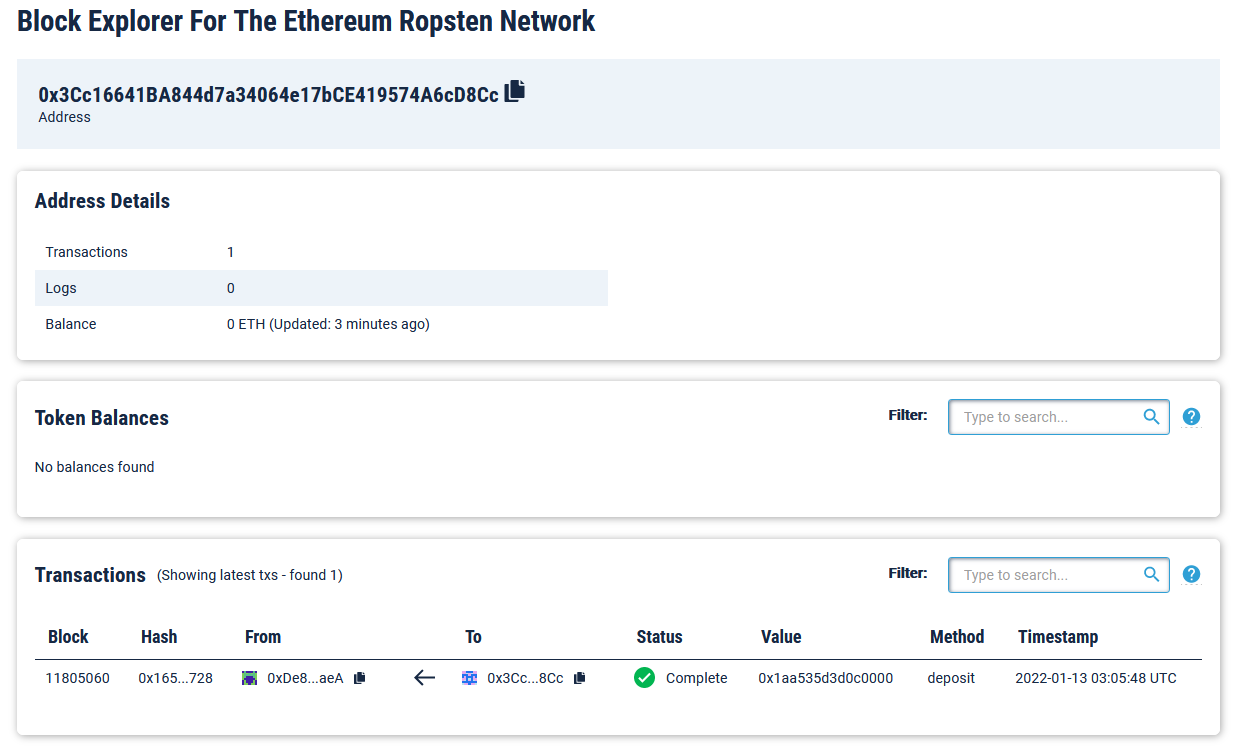 Block Explorer For The Ethereum Ropsten Network
0x3Cc16641BA844d7a34064e17bCE419574A6cD8Cc
Address
Address Details
Transactions 1
Logs 0
Balance 0 ETH (Updated: 3 minutes ago)
Token Balances Filter: Type to search... ?
No balances found
Transactions (Showing latest txs - found 1) Filter: Type to search... ?
Block Hash From To Status Value Method Timestamp
11805060 0x165...728 0xDe8...aeA 0x3Cc...8Cc Complete 0x1aa535d3d0c0000 deposit 2022-01-13 03:05:48 UTC